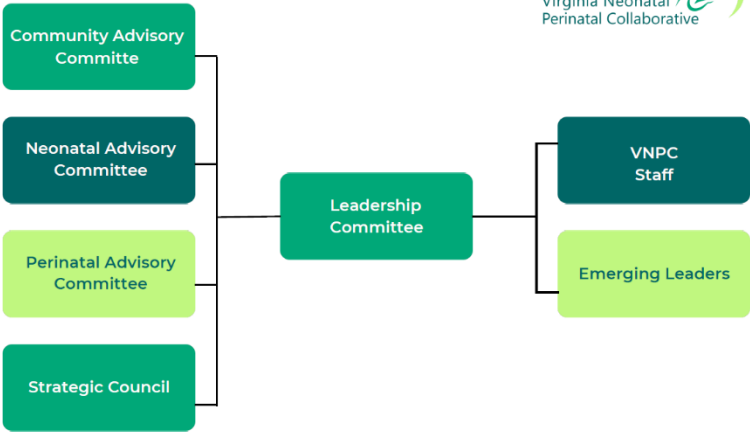 Virginia Neonatal
Perinatal Collaborative
Community Advisory
Committe
Neonatal Advisory
Committee
Perinatal Advisory
Committee
Strategic Council
Leadership
Committee
VNPC
Staff
Emerging Leaders